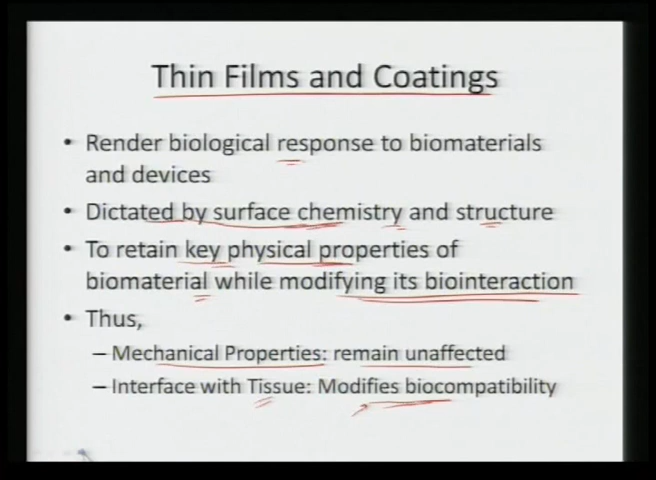 Thin Films and Coatings
• Render biological response to biomaterials
and devices
• Dictated by surface chemistry and structure
• To retain key physical properties of
biomaterial while modifying its biointeraction
• Thus,
– Mechanical Properties: remain unaffected
– Interface with Tissue: Modifies biocompatibility